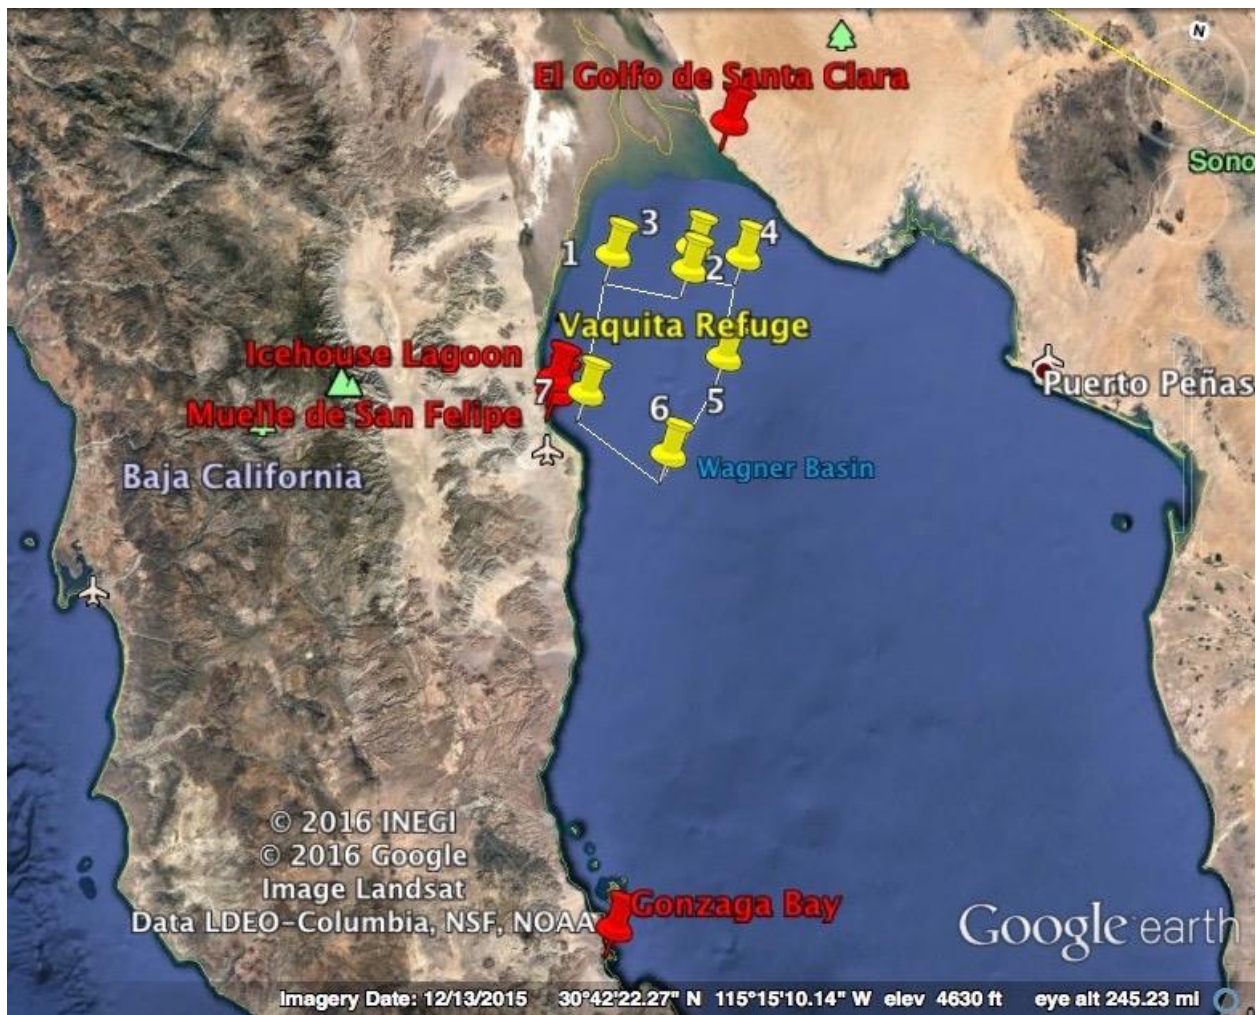 N
El Golfo de Santa Clara
Sono
3
4
1
2
Vaquita Refuge
Icehouse Lagoon
Puerto Peñas
7
Muelle de San Felipe
6
5
Wagner Basin
Baja California
© 2016 INEGI
© 2016 Google
Image Landsat
Data LDEO-Columbia, NSF, NOAA
Gonzaga Bay
Google earth
Imagery Date: 12/13/2015 30°42'22.27" N 115°15'10.14" W elev 4630 ft eye alt 245.23 mi